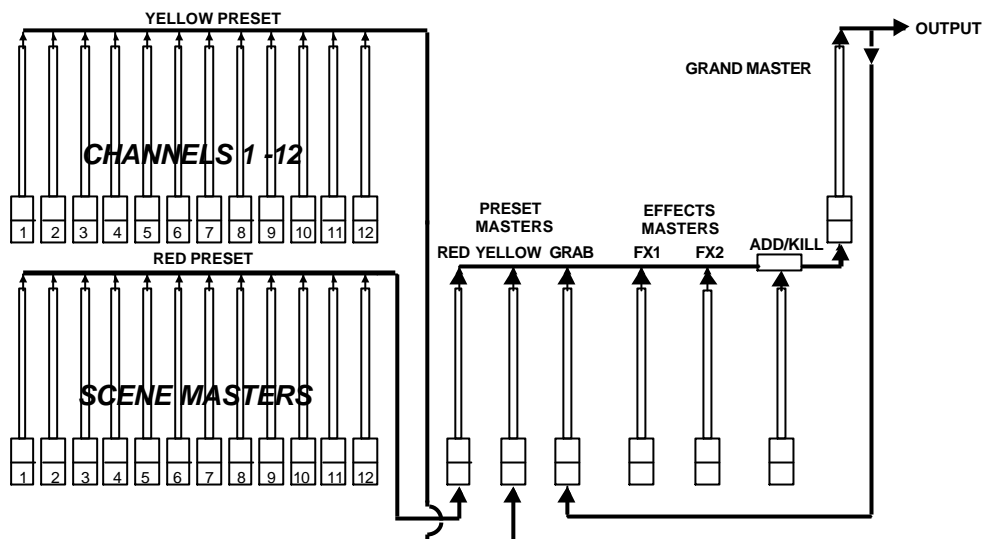 YELLOW PRESET
OUTPUT
GRAND MASTER
CHANNELS 1 -12
1 2 3 4 5 6 7 8 9 10 11 12
PRESET
MASTERS
EFFECTS
MASTERS
RED PRESET
RED YELLOW GRAB FX1 FX2 ADD/KILL
SCENE MASTERS
1 2 3 4 5 6 7 8 9 10 11 12